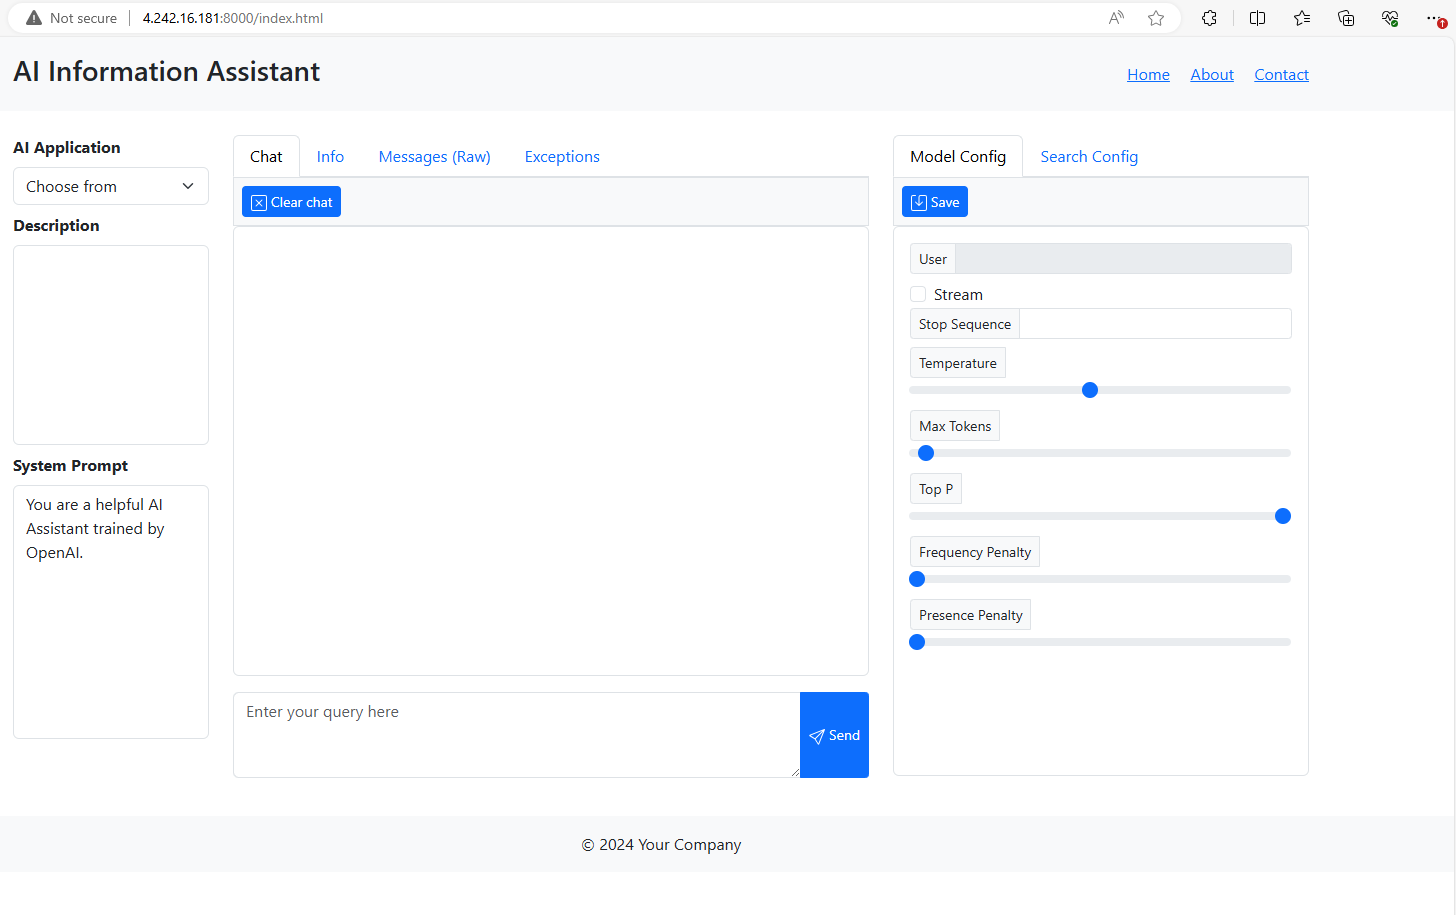 Not secure
4.242.16.181:8000/index.html
AI Information Assistant
Home
About
Contact
AI Application
Choose from
Description
System Prompt
You are a helpful AI
Assistant trained by
OpenAI.
Chat
Info
Messages (Raw)
Exceptions
Clear chat
Enter your query here
Send
Model Config
Search Config
Save
User
Stream
Stop Sequence
Temperature
Max Tokens
Top P
Frequency Penalty
Presence Penalty
© 2024 Your Company